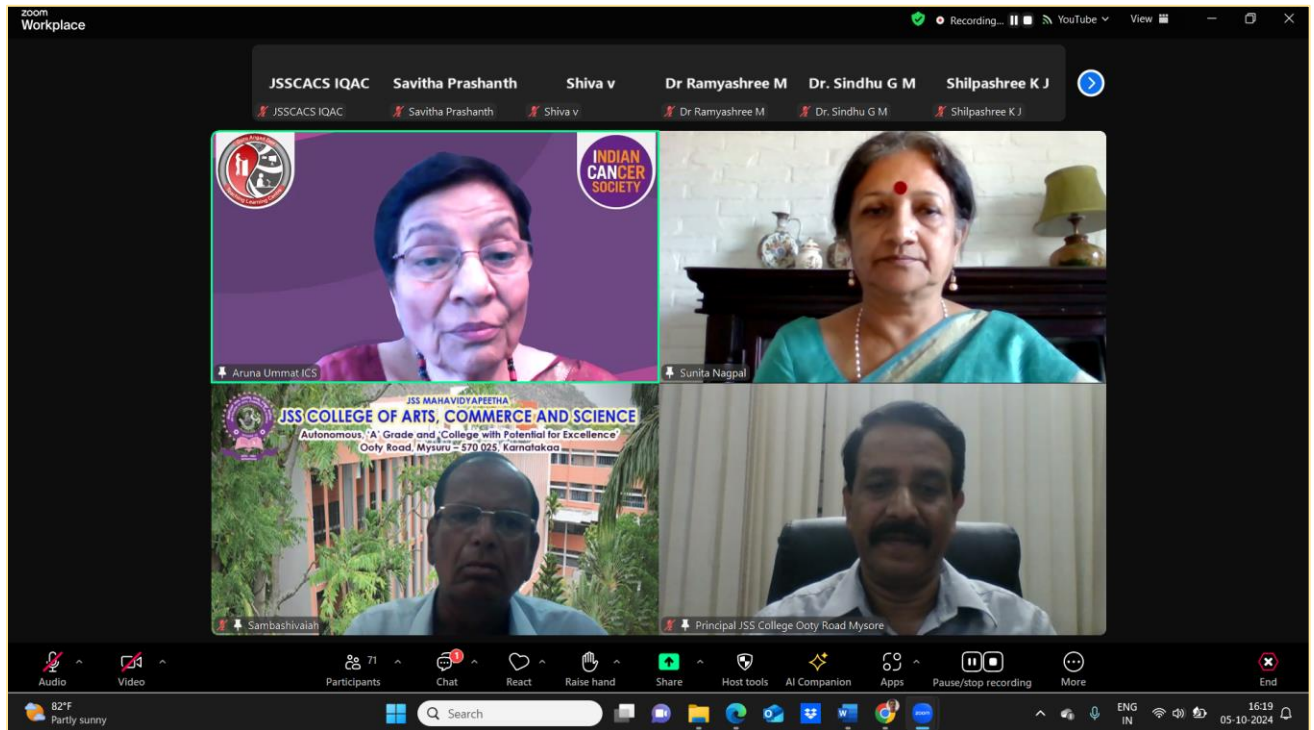 zoom
Workplace
Recording...
YouTube
View
JSSCACS IQAC
Savitha Prashanth
Shiva v
Dr Ramyashree M
Dr. Sindhu G M
Shilpashree K J
JSSCACS IQAC
Savitha Prashanth
Shiva v
Dr Ramyashree M
Dr. Sindhu G M
Shilpashree K J
INDIAN
CANCER
SOCIETY
Aruna Ummat ICS
Sunita Nagpal
JSS MAHAVIDYAPEETHA
JSS COLLEGE OF ARTS, COMMERCE AND SCIENCE
Autonomous, 'A' Grade and 'College with Potential for Excellence'
Ooty Road, Mysuru – 570 025, Karnatakaa
Sambashivaiah
Principal JSS College Ooty Road Mysore
Audio
Video
71
Participants
1
Chat
React
Raise hand
Share
Host tools
AI Companion
Apps
Pause/stop recording
More
End
82°F
Partly sunny
Search
ENG
IN
16:19
05-10-2024